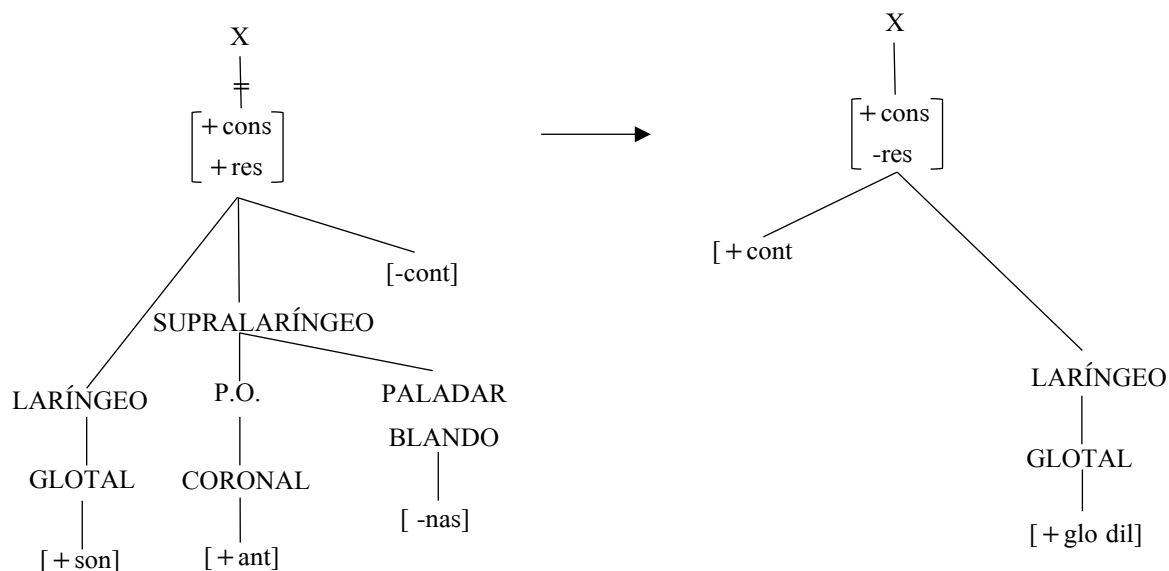 X
[+ cons
+ res]
[-cont]
SUPRALARÍNGEO
LARÍNGEO
P.O.
PALADAR
BLANDO
GLOTAL
CORONAL
[ -nas]
[+son]
[+ant]
X
[+ cons
-res]
[+cont
LARÍNGEO
GLOTAL
[+glo dil]